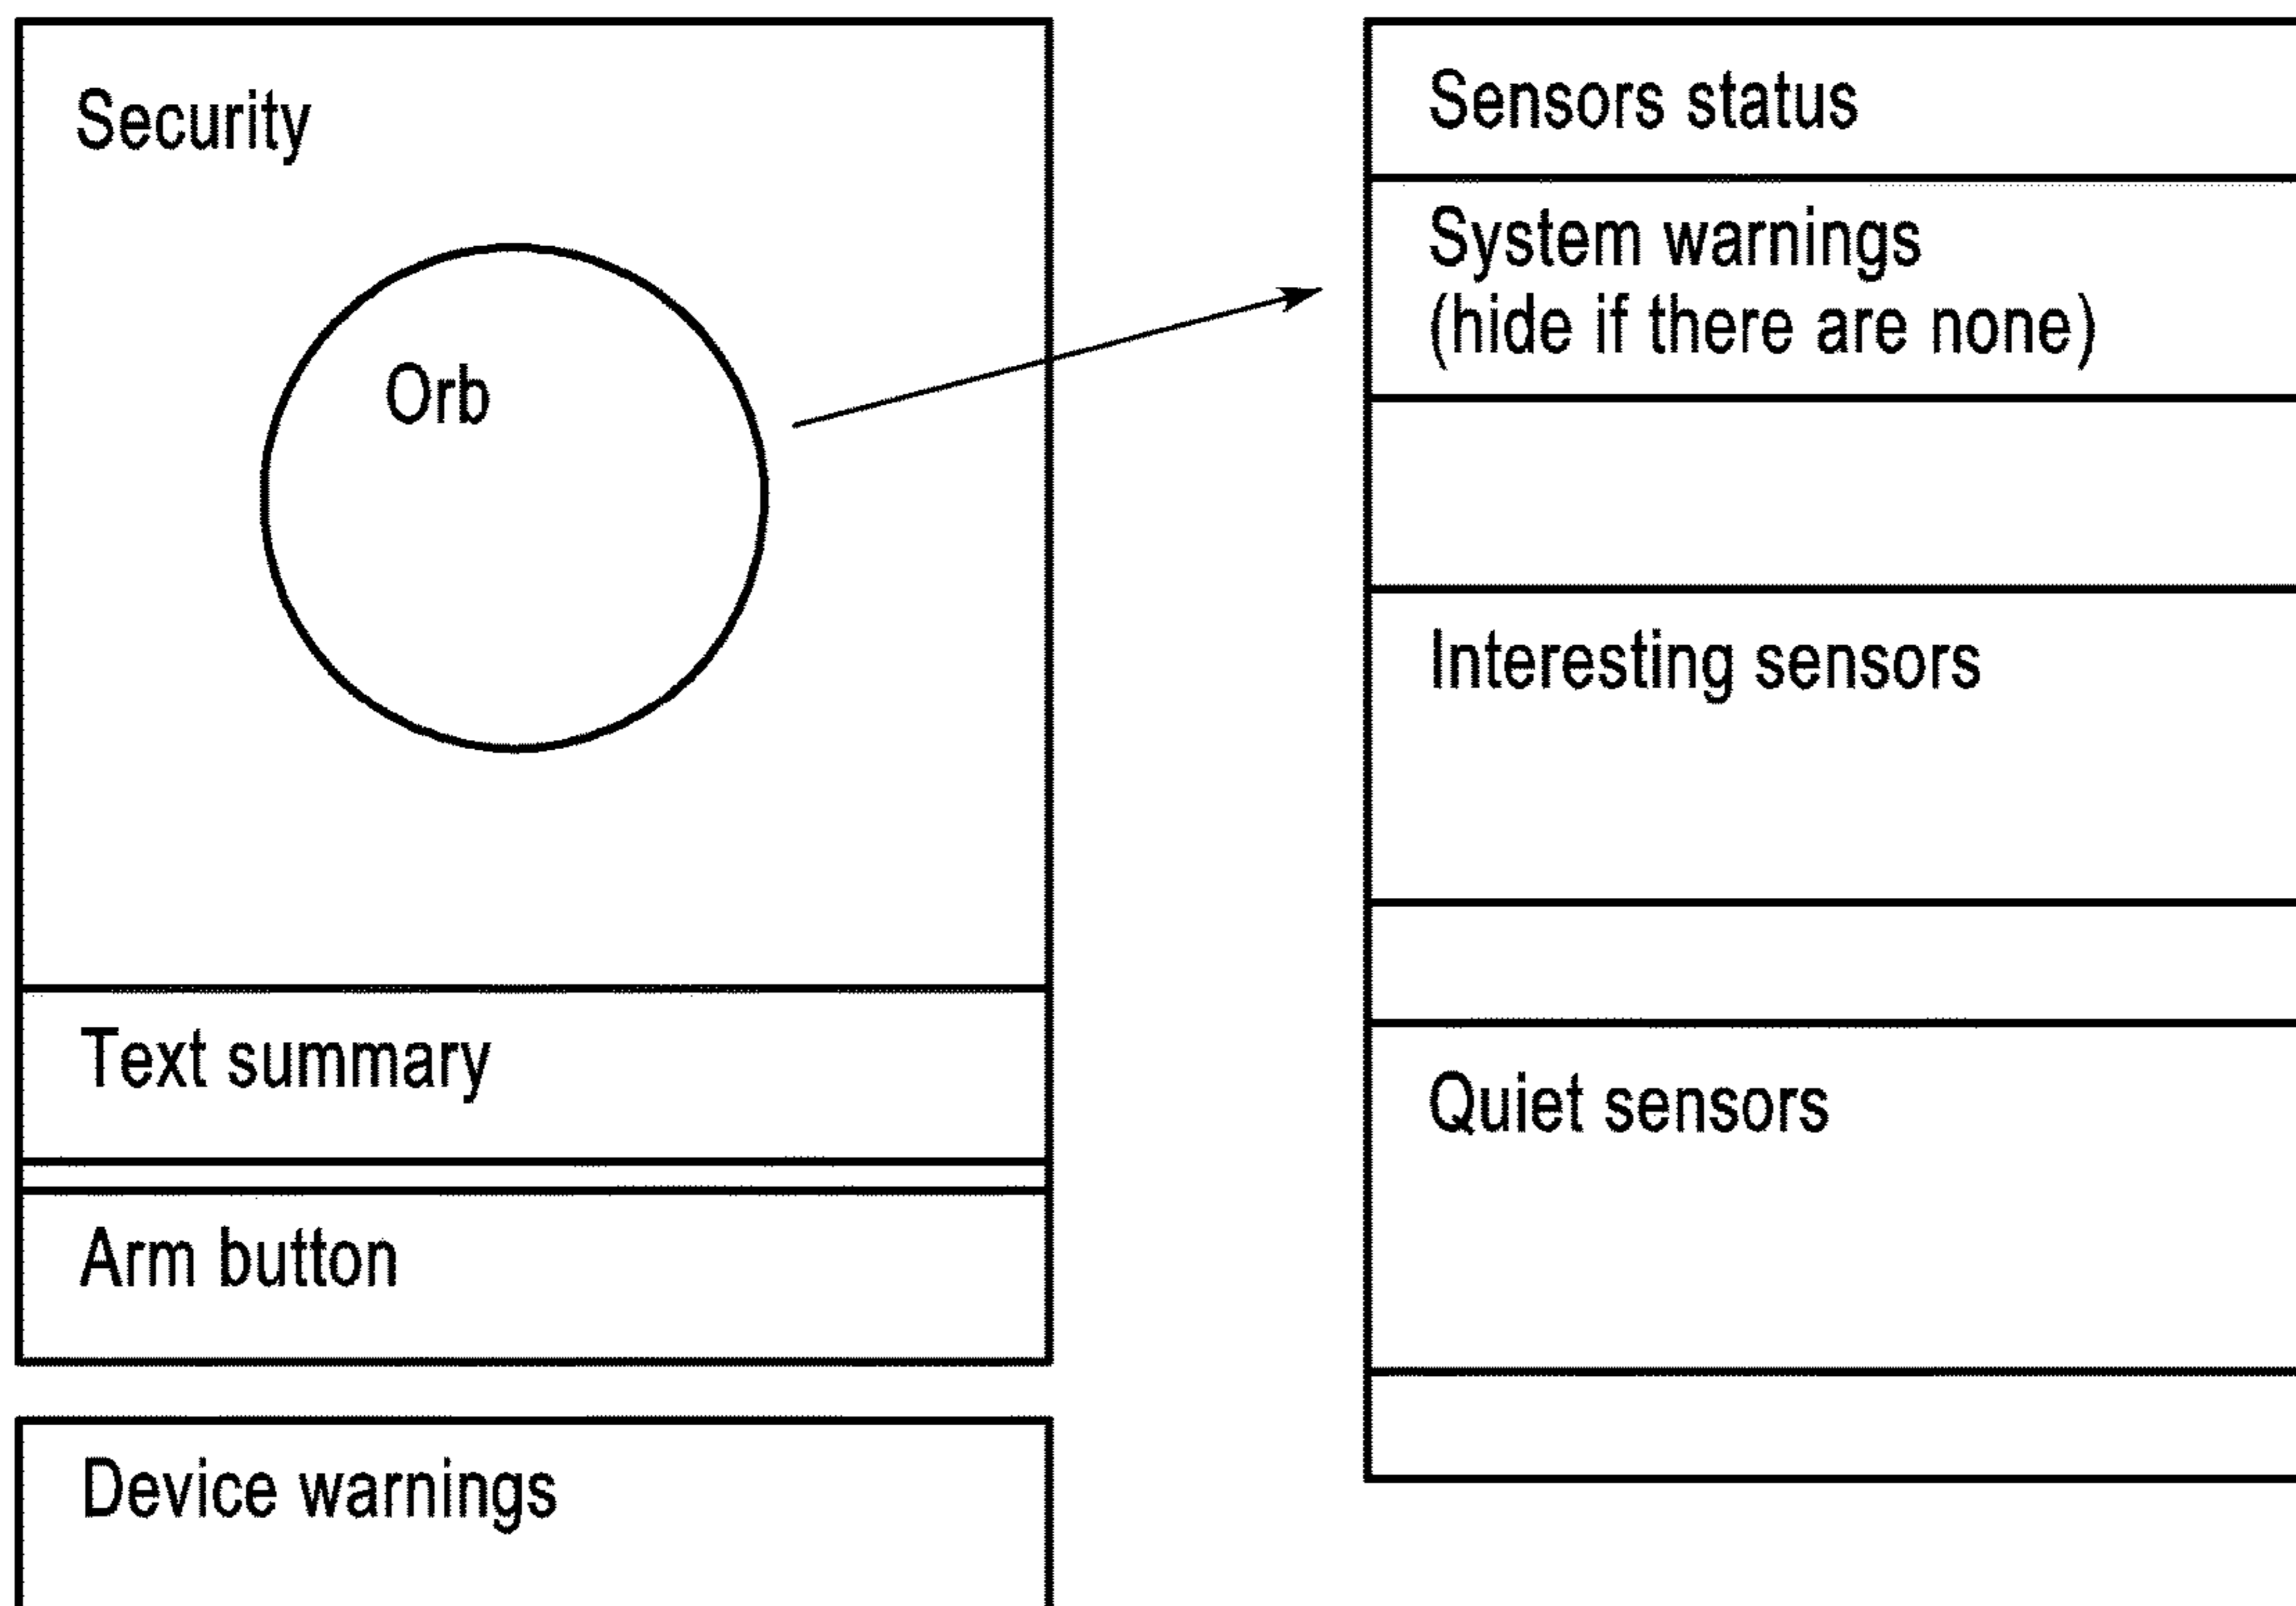 Security
Orb
Text summary
Arm button
Device warnings
Sensors status
System warnings
(hide if there are none)
Interesting sensors
Quiet sensors